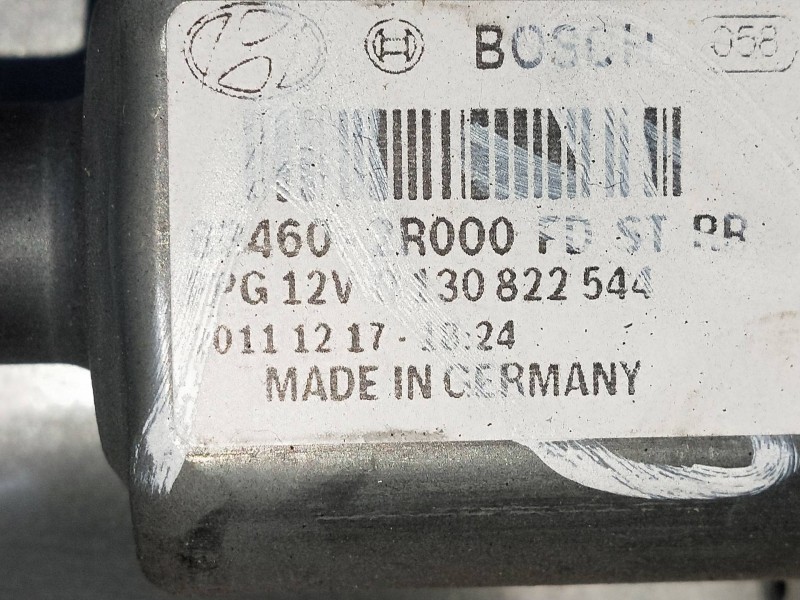 BOSCH 058
460 R000 FD ST RR
PG 12V 130 822 544
011 12 17 - 18:24
MADE IN GERMANY